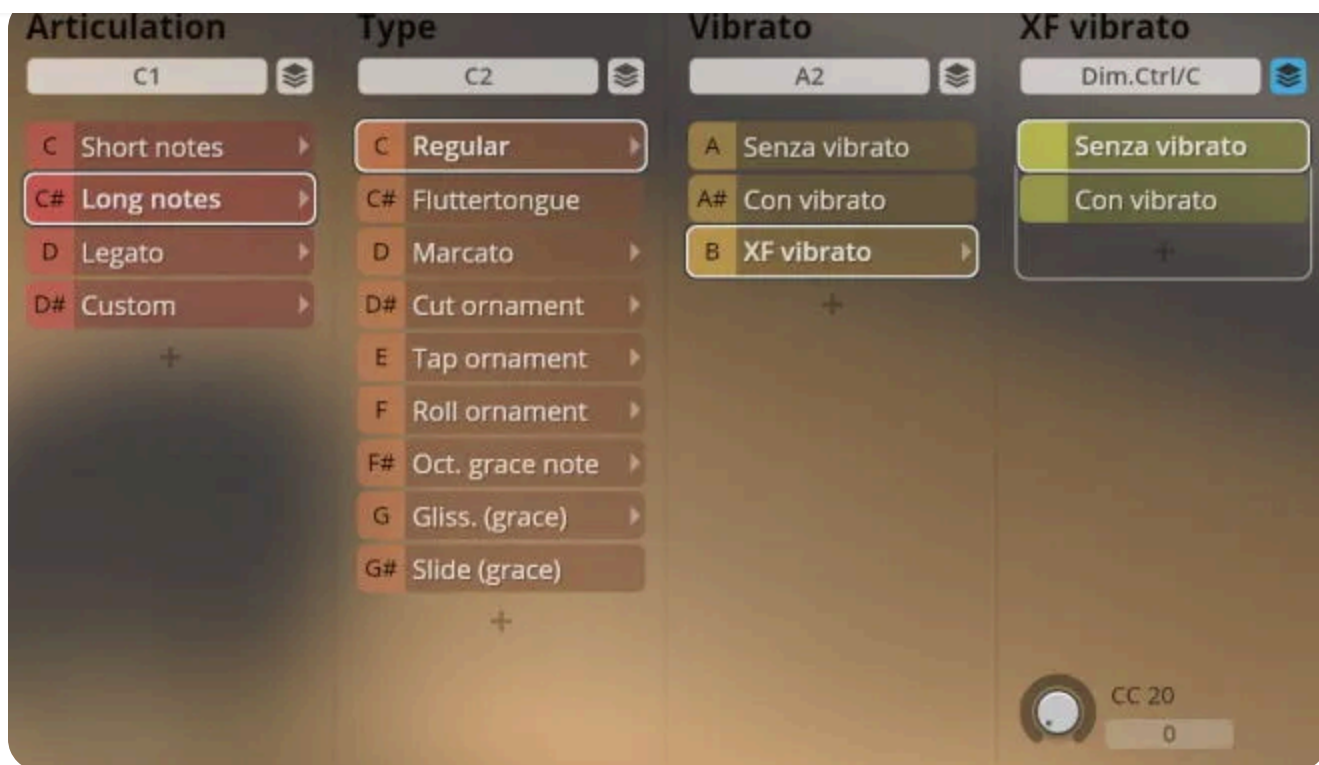 Articulation
C1
C Short notes
C# Long notes
D Legato
D# Custom
+
Type
C2
C Regular
C# Fluttertongue
D Marcato
D# Cut ornament
E Tap ornament
F Roll ornament
F# Oct. grace note
G Gliss. (grace)
G# Slide (grace)
+
Vibrato
A2
A Senza vibrato
A# Con vibrato
B XF vibrato
+
XF vibrato
Dim.Ctrl/C
Senza vibrato
Con vibrato
+
CC 20
0